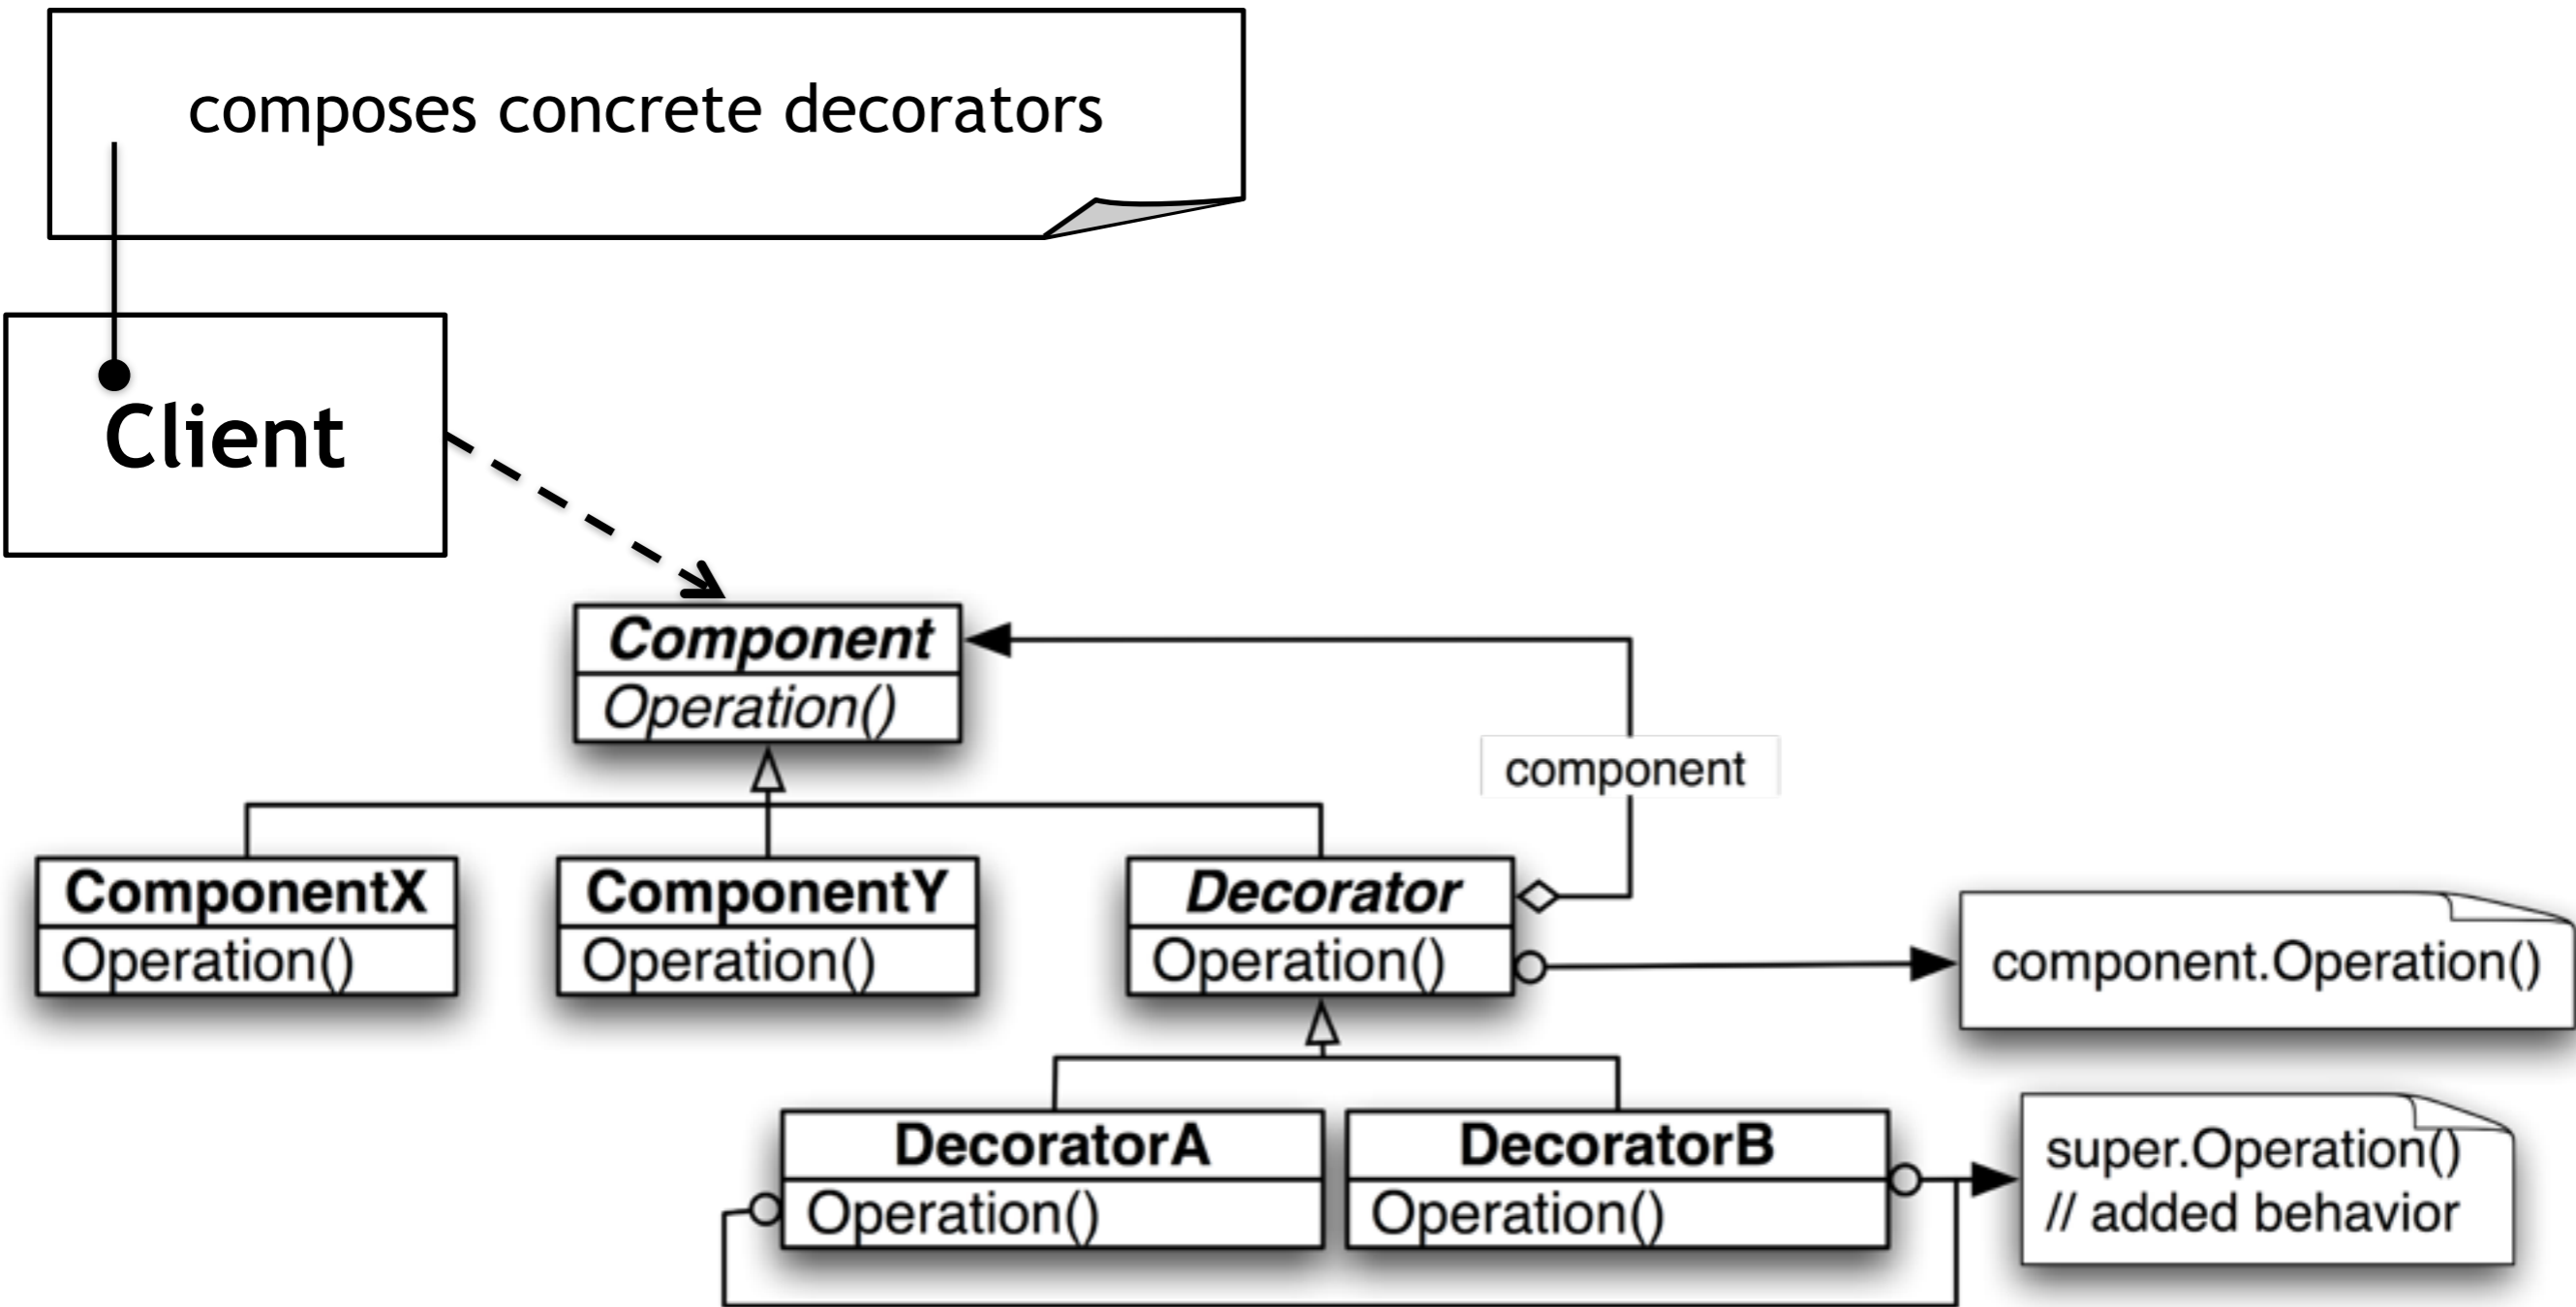 composes concrete decorators
Client
Component
Operation()
component
ComponentX
Operation()
ComponentY
Operation()
Decorator
Operation()
component.Operation()
DecoratorA
Operation()
DecoratorB
Operation()
super.Operation()
// added behavior